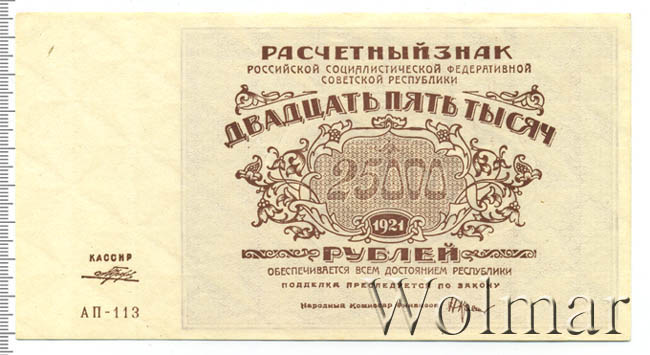 РАСЧЕТНЫЙ ЗНАК
РОССИЙСКОЙ СОЦИАЛИСТИЧЕСКОЙ ФЕДЕРАТИВНОЙ
СОВЕТСКОЙ РЕСПУБЛИКИ
ДВАДЦАТЬ ПЯТЬ ТЫСЯЧ
25000
1921
РУБЛЕЙ
ОБЕСПЕЧИВАЕТСЯ ВСЕМ ДОСТОЯНИЕМ РЕСПУБЛИКИ
ПОДДЕЛКА ПРЕСЛЕДУЕТСЯ ПО ЗАКОНУ
Народный Комиссар Финансов
КАССИР
АП-113
Wolmar